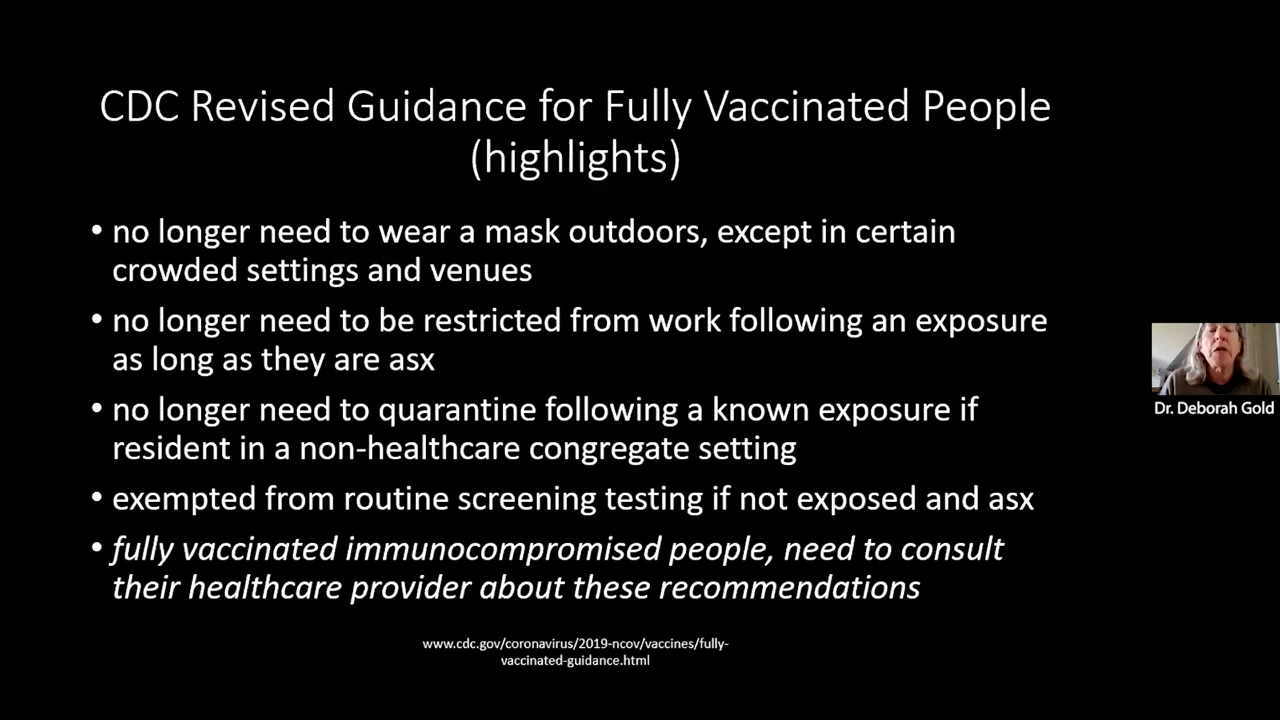 CDC Revised Guidance for Fully Vaccinated People
(highlights)
• no longer need to wear a mask outdoors, except in certain
crowded settings and venues
• no longer need to be restricted from work following an exposure
as long as they are asx
• no longer need to quarantine following a known exposure if
resident in a non-healthcare congregate setting
• exempted from routine screening testing if not exposed and asx
• fully vaccinated immunocompromised people, need to consult
their healthcare provider about these recommendations
www.cdc.gov/coronavirus/2019-ncov/vaccines/fully-
vaccinated-guidance.html
Dr. Deborah Gold